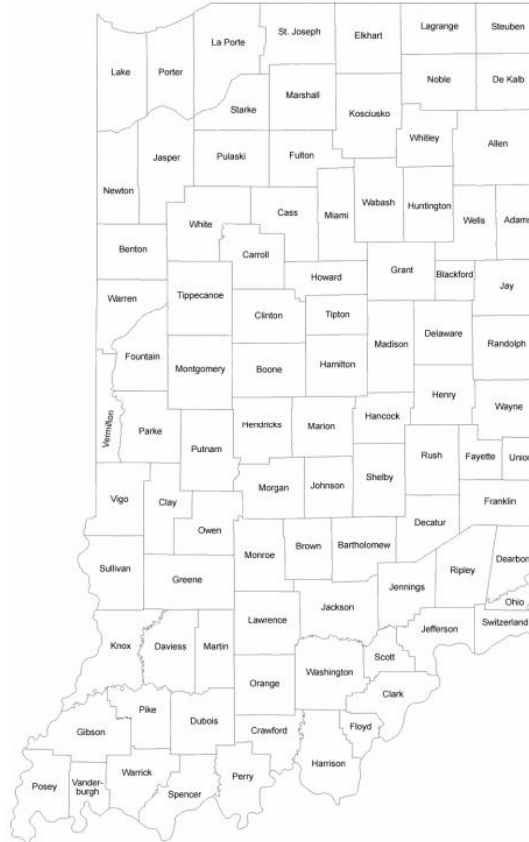 La Porte
St. Joseph
Elkhart
Lagrange
Steuben
Lake
Porter
Noble
De Kalb
Marshall
Starke
Kosciusko
Whitley
Allen
Jasper
Pulaski
Fulton
Newton
White
Cass
Miami
Wabash
Huntington
Wells
Adams
Benton
Carroll
Howard
Grant
Blackford
Jay
Warren
Tippecanoe
Clinton
Tipton
Madison
Delaware
Randolph
Fountain
Montgomery
Boone
Hamilton
Henry
Wayne
Vermillion
Parke
Putnam
Hendricks
Marion
Hancock
Rush
Fayette
Union
Vigo
Clay
Morgan
Johnson
Shelby
Franklin
Owen
Decatur
Sullivan
Monroe
Brown
Bartholomew
Dearborn
Greene
Jennings
Ripley
Ohio
Lawrence
Jackson
Jefferson
Switzerland
Knox
Daviess
Martin
Scott
Orange
Washington
Clark
Pike
Dubois
Gibson
Crawford
Floyd
Harrison
Posey
Vander-
burgh
Warrick
Spencer
Perry